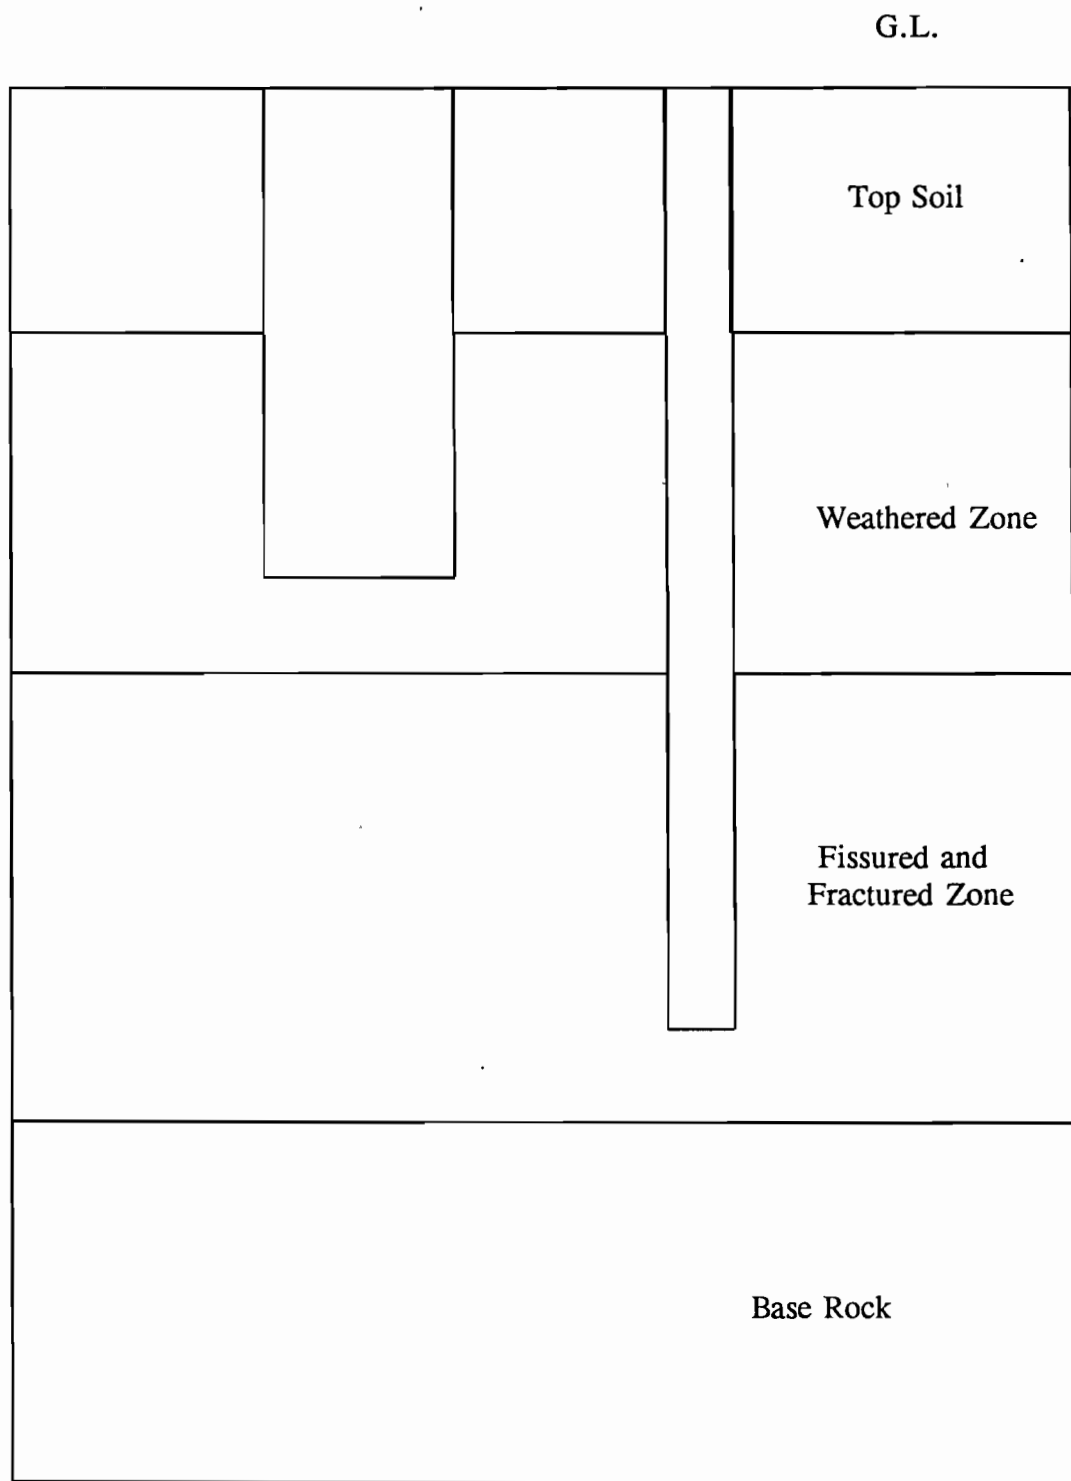 G.L.
Top Soil
Weathered Zone
Fissured and
Fractured Zone
Base Rock